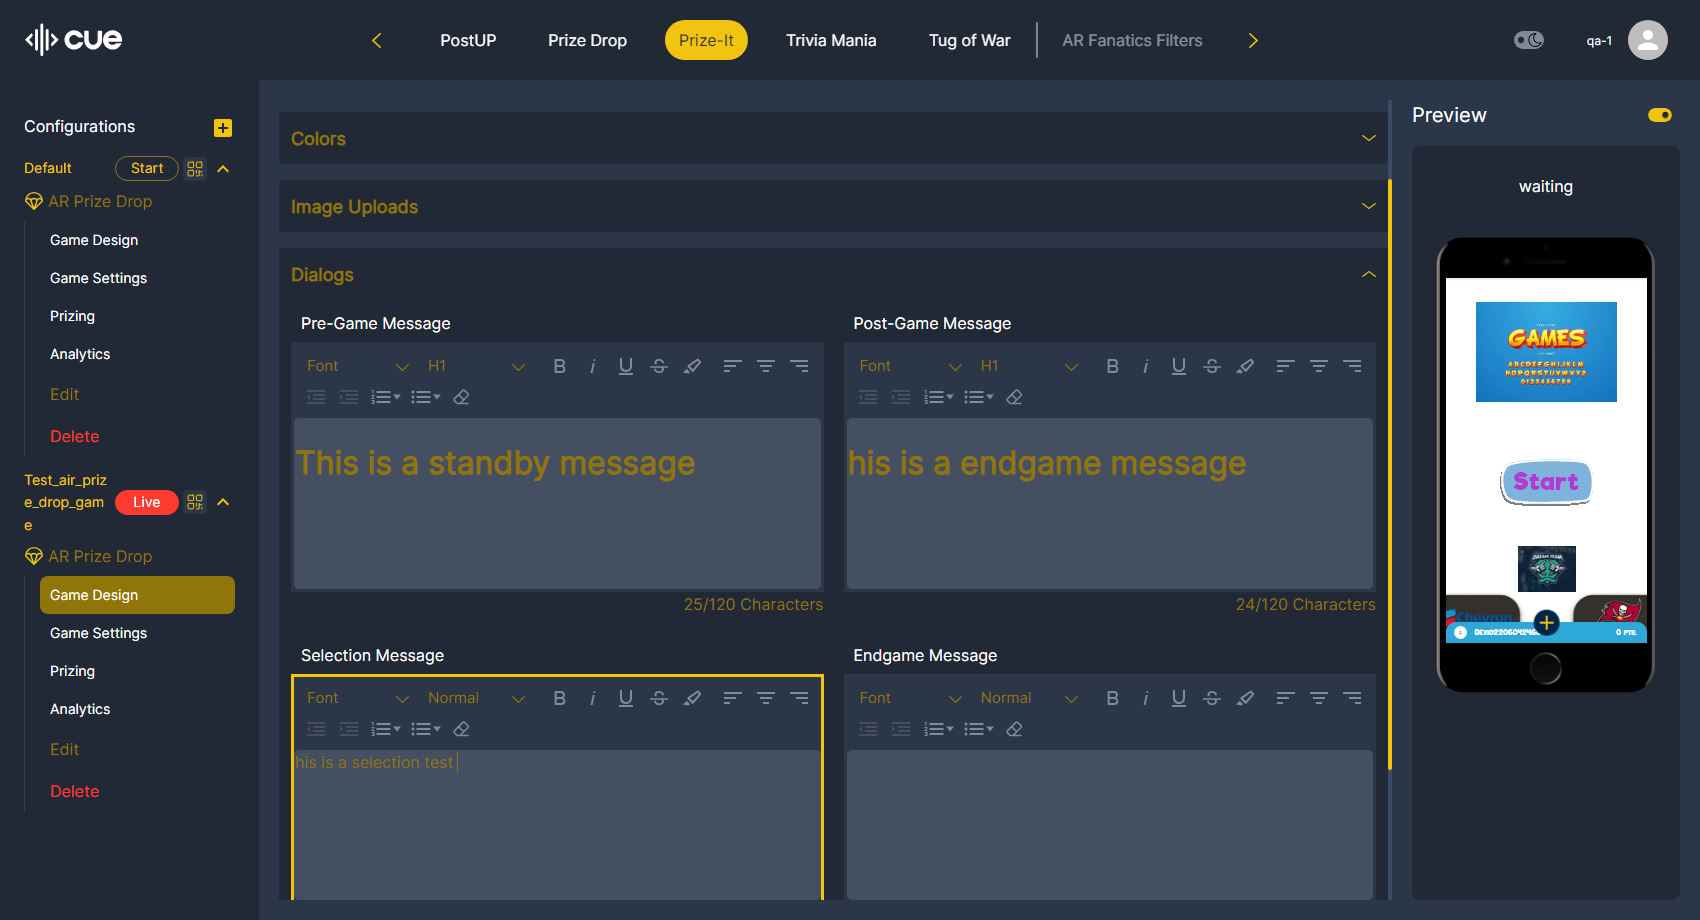 cue
PostUP
Prize Drop
Prize-It
Trivia Mania
Tug of War
AR Fanatics Filters
qa-1
Configurations
Default
Start
AR Prize Drop
Game Design
Game Settings
Prizing
Analytics
Edit
Delete
Test_air_priz
e_drop_gam
e
Live
AR Prize Drop
Game Design
Game Settings
Prizing
Analytics
Edit
Delete
Colors
Image Uploads
Dialogs
Pre-Game Message
Font H1
This is a standby message
25/120 Characters
Post-Game Message
Font H1
his is a endgame message
24/120 Characters
Selection Message
Font Normal
his is a selection test
Endgame Message
Font Normal
Preview
waiting
GAMES
ABCDEFGHIJKLM
NOPQRSTUVWXYZ
0123456789
Start
Chevron
0 PTS.